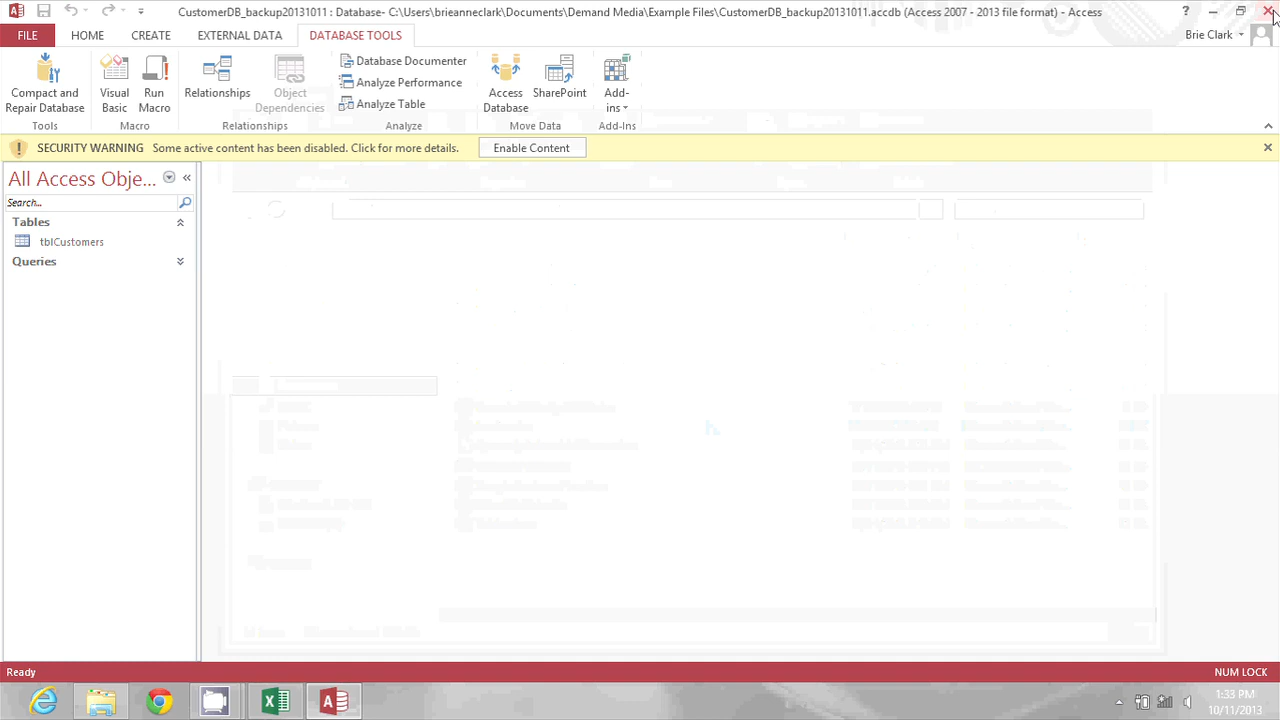 CustomerDB_backup20131011 : Database- C:\Users\brieannerclark\Documents\Demand Media\Example Files\CustomerDB_backup20131011.accdb (Access 2007 - 2013 file format) - Access
FILE HOME CREATE EXTERNAL DATA DATABASE TOOLS Brie Clark
Compact and Repair Database
Visual Basic
Run Macro
Relationships
Object Dependencies
Database Documenter
Analyze Performance
Analyze Table
Access Database
SharePoint
Add-ins
Tools Macro Relationships Analyze Move Data Add-Ins
SECURITY WARNING Some active content has been disabled. Click for more details. Enable Content
All Access Obje...
Search...
Tables
tblCustomers
Queries
Ready NUM LOCK
1:33 PM
10/11/2013